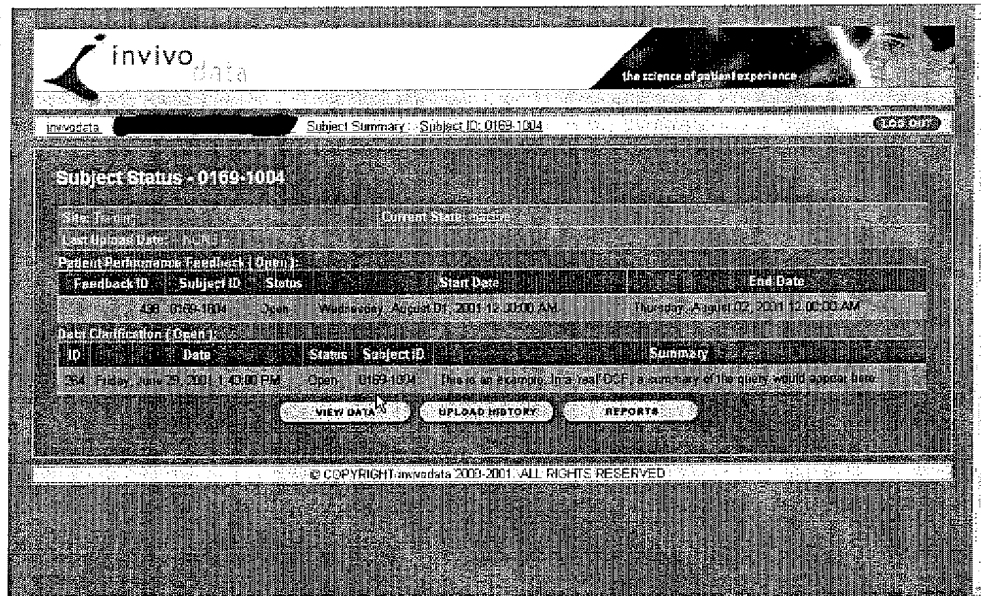 invivo
data
the science of patient experience
invivodata Subject Summary : Subject ID: 0169-1004 LOG OUT
Subject Status - 0169-1004
Site: Current State:
Last Upload Date: NONE
Patient Performance Feedback ( Open ):
Feedback ID Subject ID Status Start Date End Date
438 0169-1004 Open Wednesday, August 01, 2001 12:00:00 AM Thursday, August 02, 2001 12:00:00 AM
Data Clarification ( Open ):
ID Date Status Subject ID Summary
264 Friday, June 29, 2001 1:43:00 PM Open 0169-1004 This is an example. In a 'real' DCF, a summary of the query would appear here.
VIEW DATA UPLOAD HISTORY REPORTS
© COPYRIGHT invivodata 2000-2001. ALL RIGHTS RESERVED